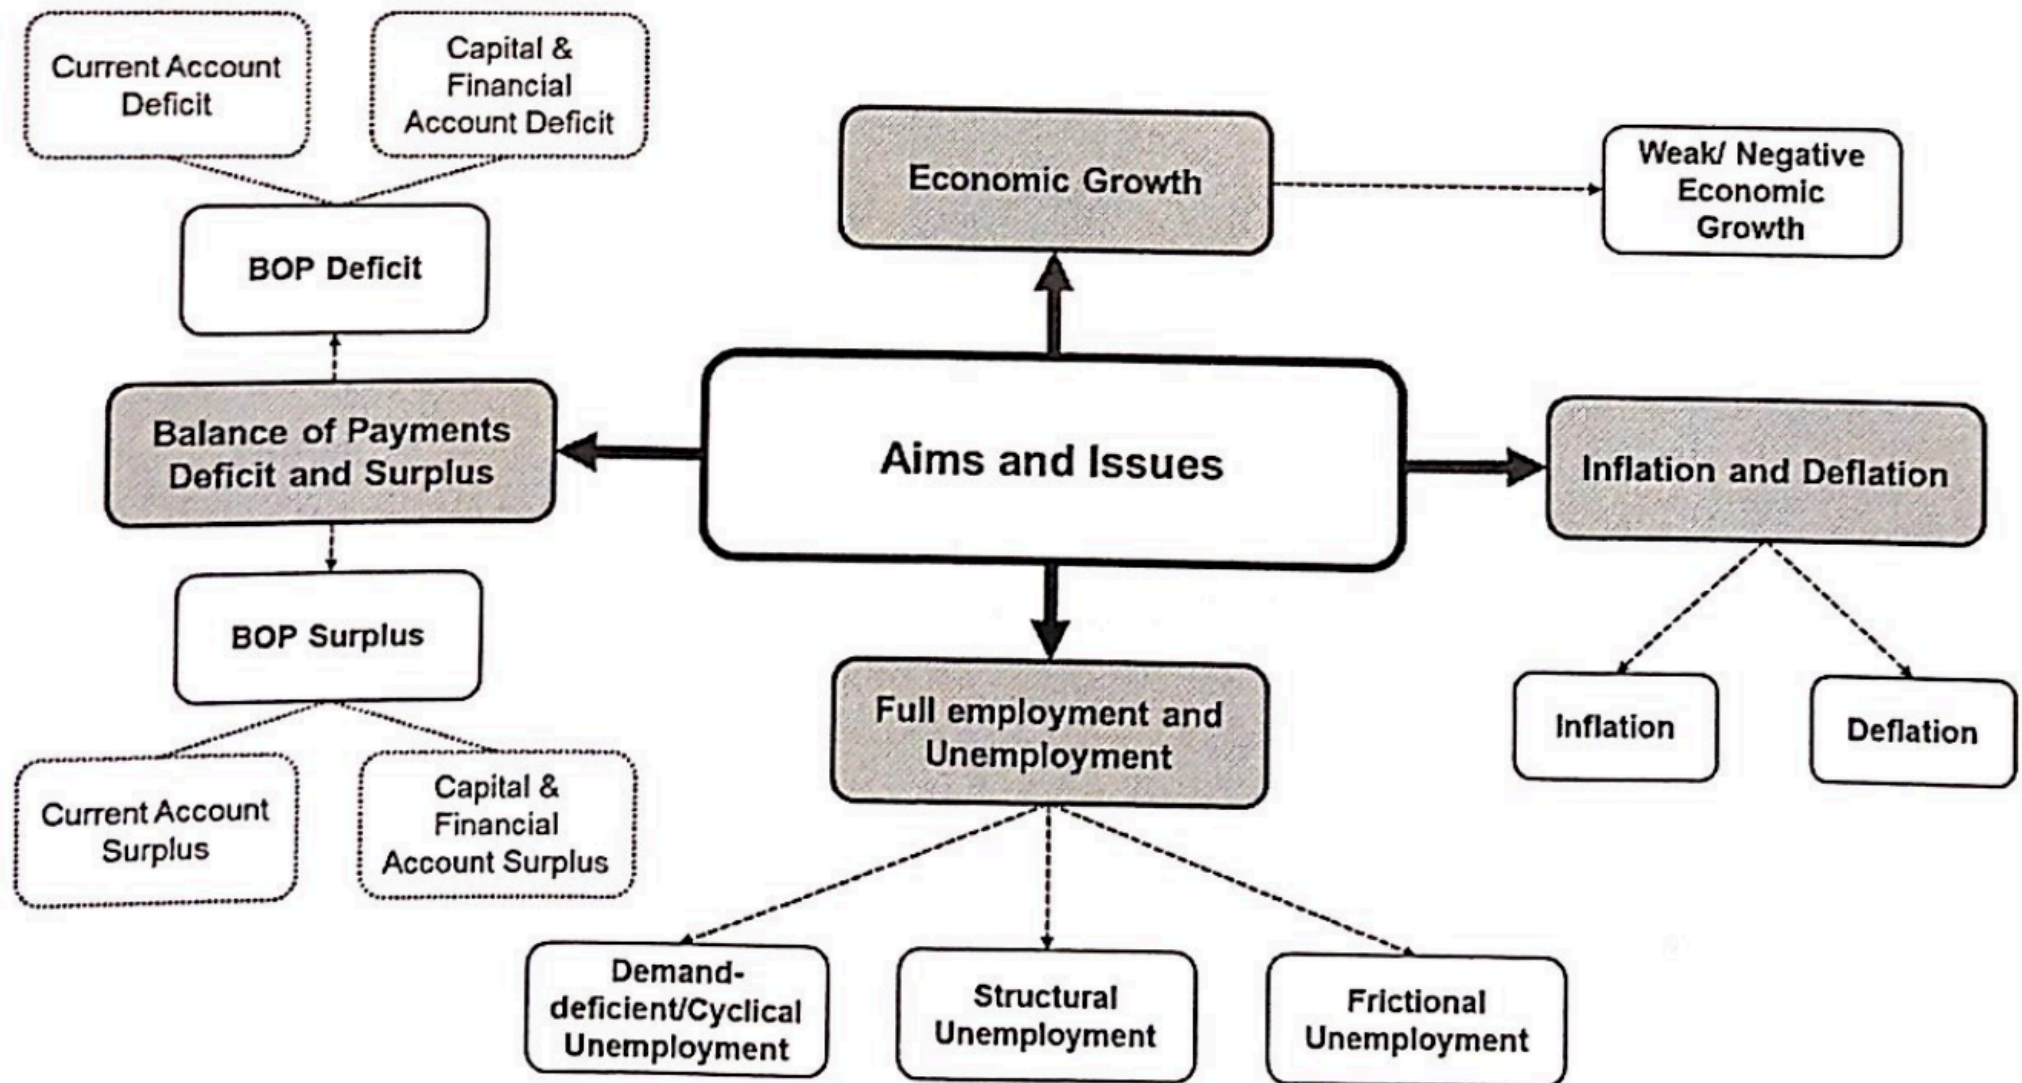 Current Account
Deficit
Capital &
Financial
Account Deficit
Economic Growth
Weak/ Negative
Economic
Growth
BOP Deficit
Balance of Payments
Deficit and Surplus
Aims and Issues
Inflation and Deflation
BOP Surplus
Full employment and
Unemployment
Inflation
Deflation
Current Account
Surplus
Capital &
Financial
Account Surplus
Demand-
deficient/Cyclical
Unemployment
Structural
Unemployment
Frictional
Unemployment